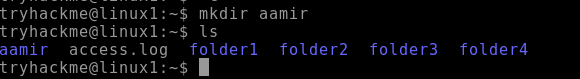 tryhackme@linux1:~$ mkdir aamir
tryhackme@linux1:~$ ls
aamir access.log folder1 folder2 folder3 folder4
tryhackme@linux1:~$